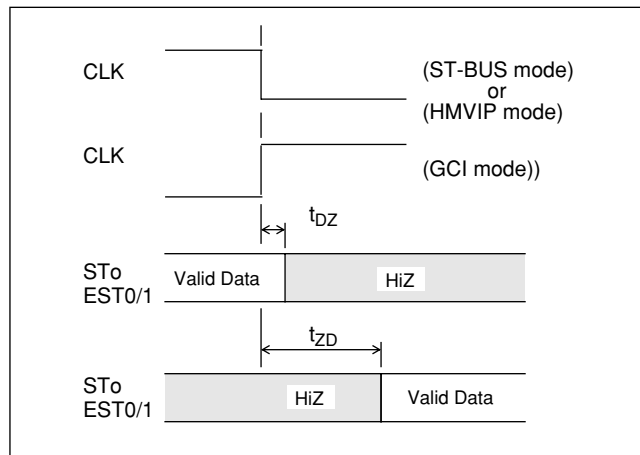 CLK
(ST-BUS mode)
or
(HMVIP mode)
CLK
(GCI mode))
tDZ
STo
EST0/1
Valid Data
HiZ
tZD
STo
EST0/1
HiZ
Valid Data